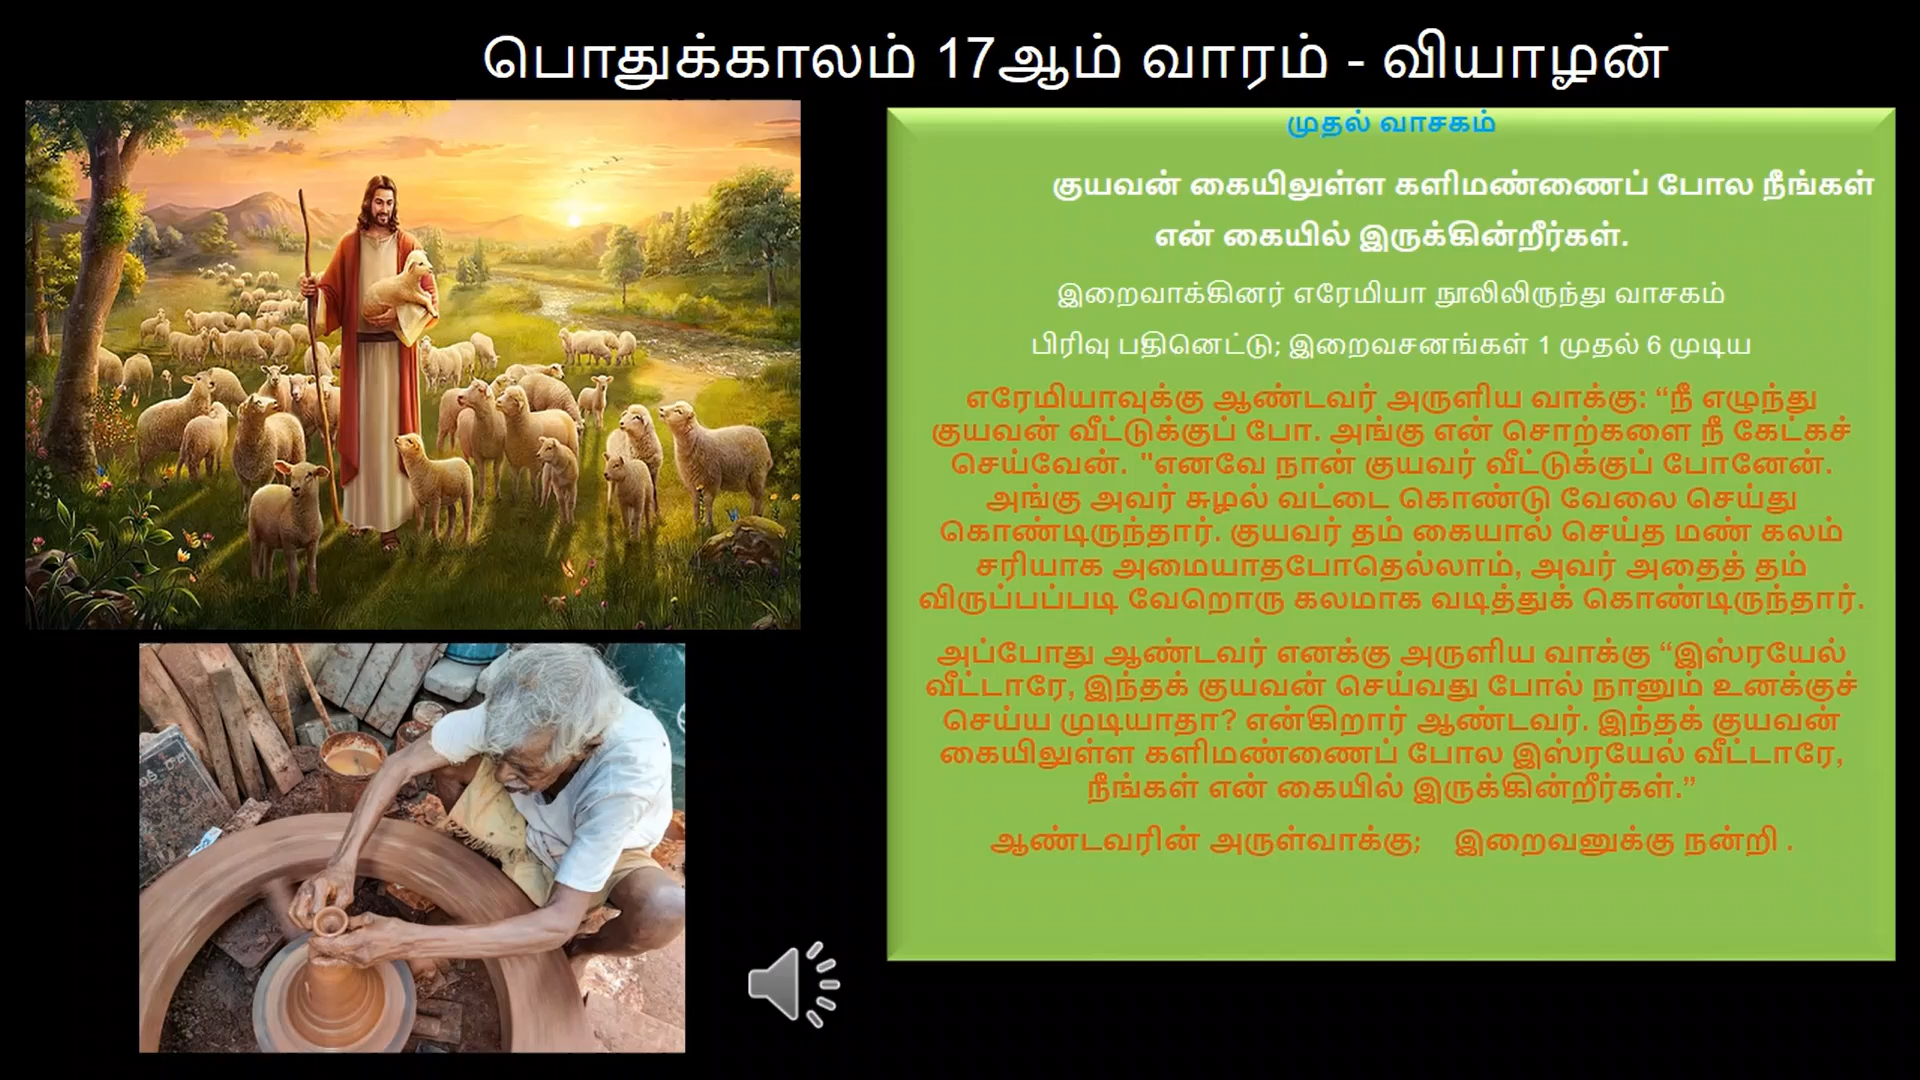 பொதுக்காலம் 17ஆம் வாரம் - வியாழன்
முதல் வாசகம்
குயவன் கையிலுள்ள களிமண்ணைப் போல நீங்கள்
என் கையில் இருக்கின்றீர்கள்.
இறைவாக்கினர் எரேமியா நூலிலிருந்து வாசகம்
பிரிவு பதினெட்டு; இறைவசனங்கள் 1 முதல் 6 முடிய
எரேமியாவுக்கு ஆண்டவர் அருளிய வாக்கு: “நீ எழுந்து
குயவன் வீட்டுக்குப் போ. அங்கு என் சொற்களை நீ கேட்கச்
செய்வேன். "எனவே நான் குயவர் வீட்டுக்குப் போனேன்.
அங்கு அவர் சுழல் வட்டை கொண்டு வேலை செய்து
கொண்டிருந்தார். குயவர் தம் கையால் செய்த மண் கலம்
சரியாக அமையாதபோதெல்லாம், அவர் அதைத் தம்
விருப்பப்படி வேறொரு கலமாக வடித்துக் கொண்டிருந்தார்.
அப்போது ஆண்டவர் எனக்கு அருளிய வாக்கு “இஸ்ரயேல்
வீட்டாரே, இந்தக் குயவன் செய்வது போல் நானும் உனக்குச்
செய்ய முடியாதா? என்கிறார் ஆண்டவர். இந்தக் குயவன்
கையிலுள்ள களிமண்ணைப் போல இஸ்ரயேல் வீட்டாரே,
நீங்கள் என் கையில் இருக்கின்றீர்கள்.”
ஆண்டவரின் அருள்வாக்கு; இறைவனுக்கு நன்றி .